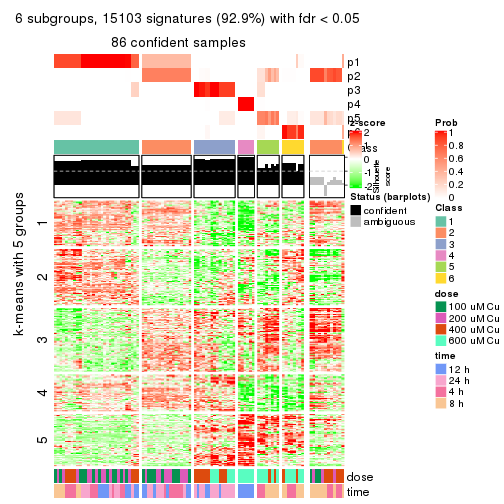 6 subgroups, 15103 signatures (92.9%) with fdr < 0.05
86 confident samples
p1
p2
p3
p4
p5
z-score
2
1
0
-1
-2
Silhouette
score
Status (barplots)
confident
ambiguous
Prob
1
0.8
0.6
0.4
0.2
0
Class
1
2
3
4
5
6
dose
100 uM Cu
200 uM Cu
400 uM Cu
600 uM Cu
time
12 h
24 h
4 h
8 h
k-means with 5 groups
1
2
3
4
5
dose
time